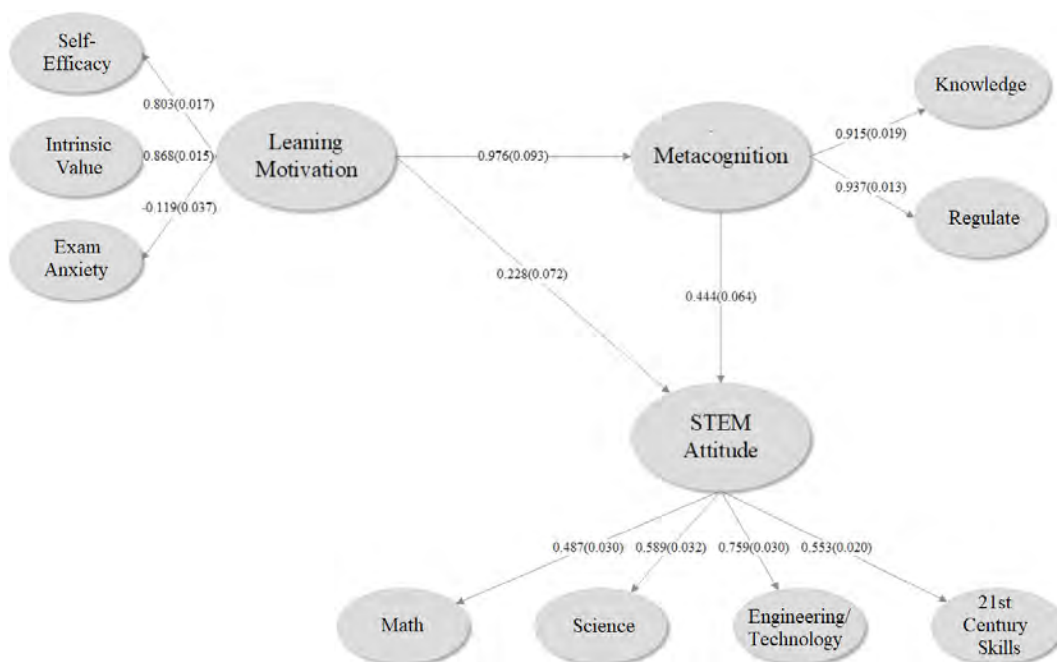 Self-
Efficacy
0.803(0.017)
Intrinsic
Value
0.868(0.015)
-0.119(0.037)
Exam
Anxiety
Leaning
Motivation
0.976(0.093)
0.228(0.072)
Metacognition
0.444(0.064)
Knowledge
0.915(0.019)
0.937(0.013)
Regulate
STEM
Attitude
0.487(0.030)
0.589(0.032)
0.759(0.030)
0.553(0.020)
Math
Science
Engineering/
Technology
21st
Century
Skills